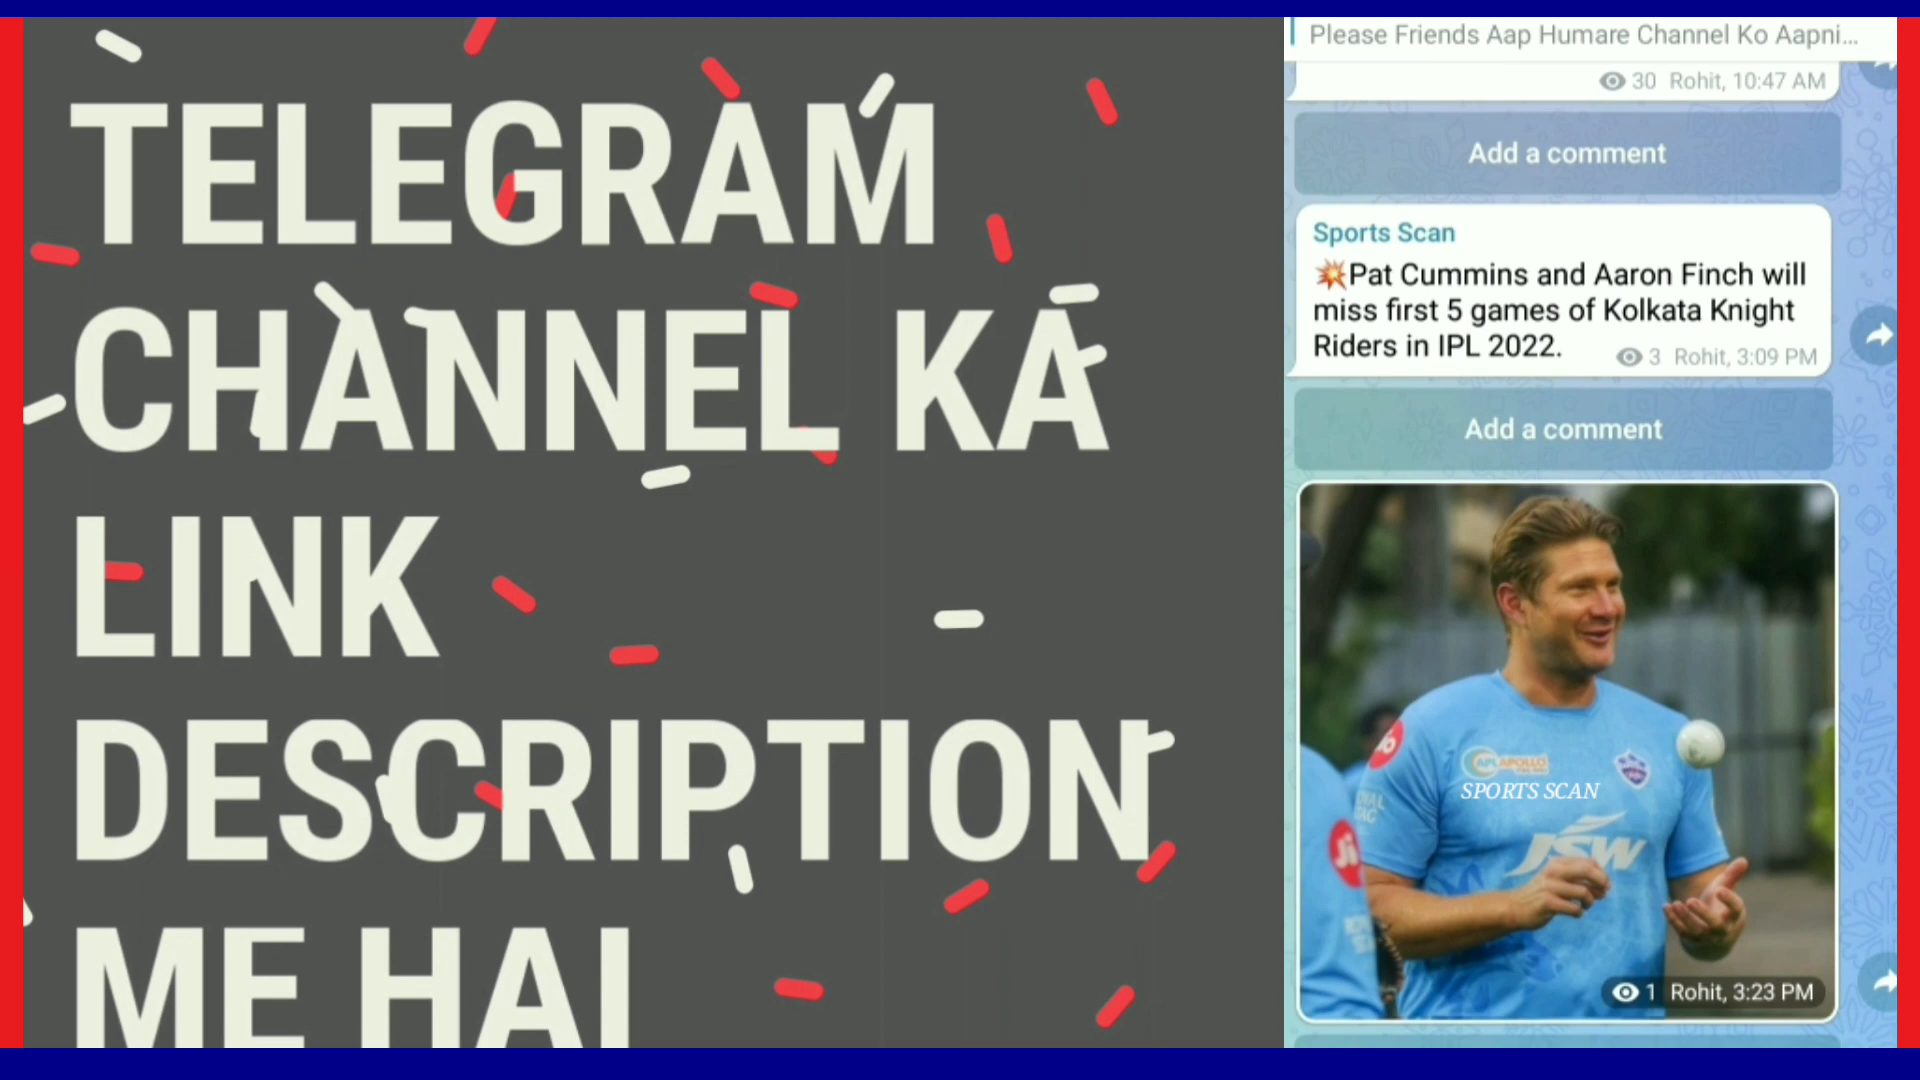 TELEGRAM
CHANNEL KA
LINK
DESCRIPTION
ME HAI
Please Friends Aap Humare Channel Ko Aapni...
30 Rohit, 10:47 AM
Add a comment
Sports Scan
💥Pat Cummins and Aaron Finch will
miss first 5 games of Kolkata Knight
Riders in IPL 2022.
3 Rohit, 3:09 PM
Add a comment
APL APOLLO
SPORTS SCAN
JSW
1 Rohit, 3:23 PM